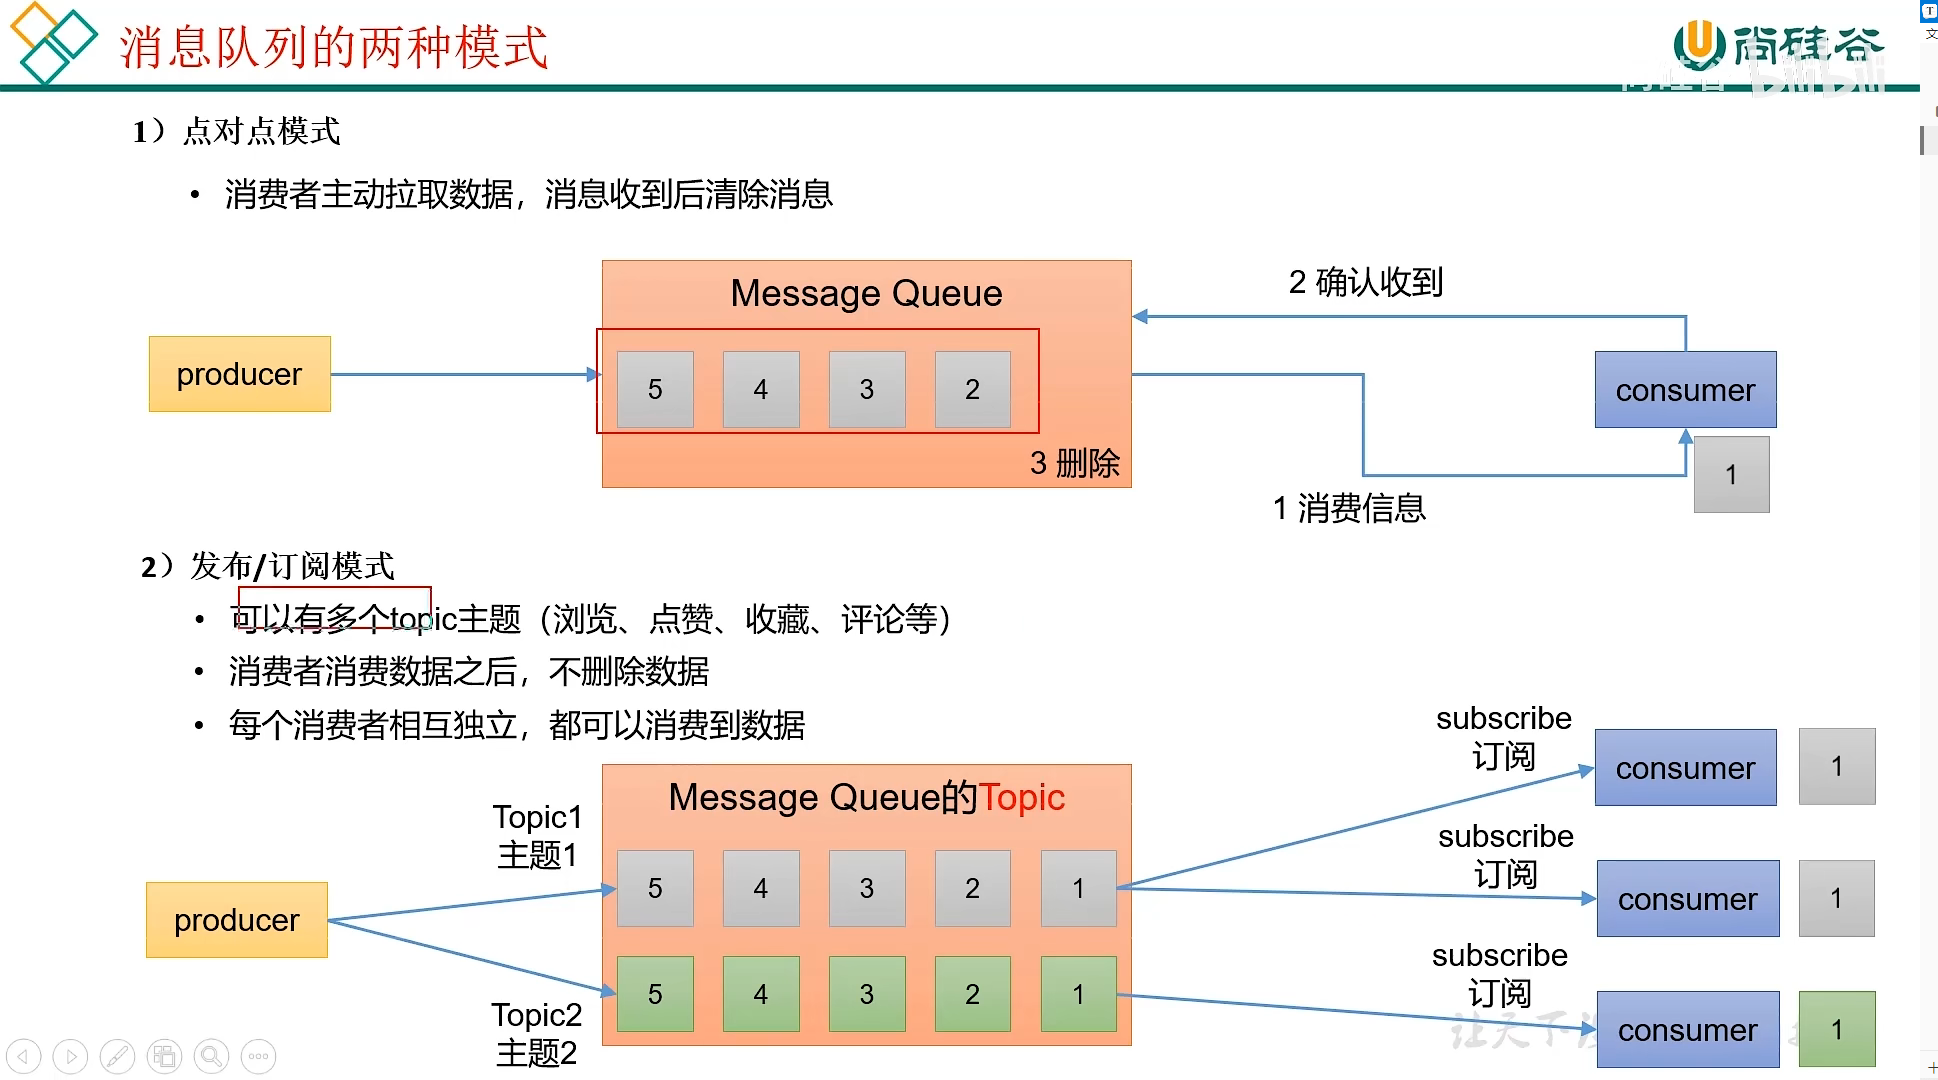 消息队列的两种模式
尚硅谷
尚硅谷 bilibili
1）点对点模式
• 消费者主动拉取数据，消息收到后清除消息
Message Queue
2 确认收到
producer
5 4 3 2
consumer
3 删除
1
1 消费信息
2）发布/订阅模式
• 可以有多个topic主题（浏览、点赞、收藏、评论等）
• 消费者消费数据之后，不删除数据
• 每个消费者相互独立，都可以消费到数据
Message Queue的Topic
Topic1
主题1
5 4 3 2 1
producer
5 4 3 2 1
Topic2
主题2
subscribe
订阅
consumer 1
subscribe
订阅
consumer 1
subscribe
订阅
consumer 1
让天下没